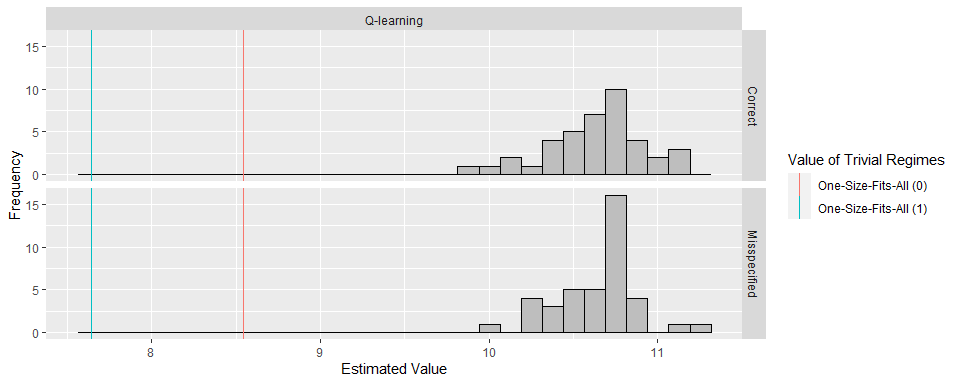 Q-learning
15
10
5
0
Correct
15
10
5
0
Misspecified
Frequency
8 9 10 11
Estimated Value
Value of Trivial Regimes
One-Size-Fits-All (0)
One-Size-Fits-All (1)